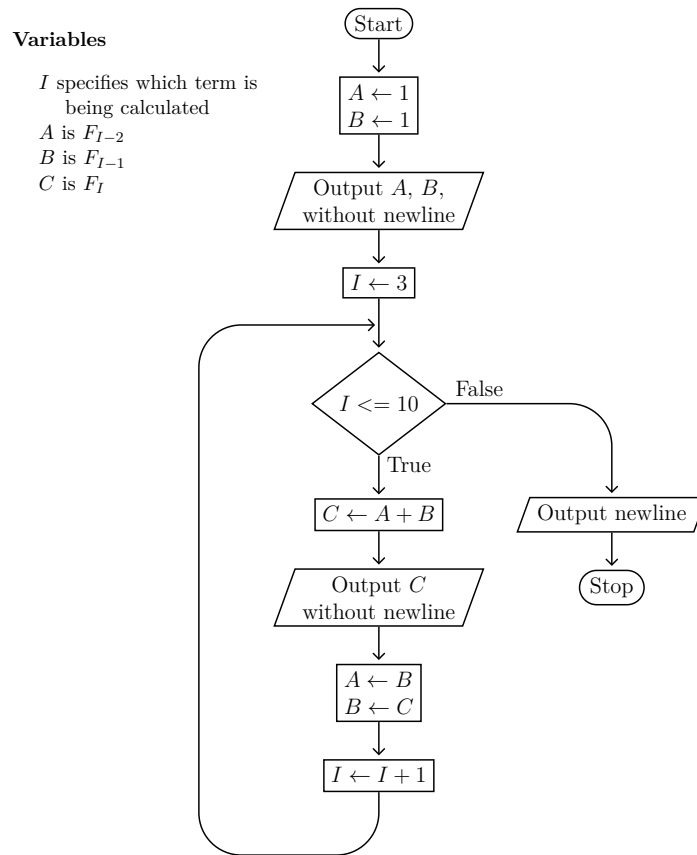 Variables
I specifies which term is
being calculated
A is F_{I−2}
B is F_{I−1}
C is F_I
Start
A ← 1
B ← 1
Output A, B,
without newline
I ← 3
I <= 10
False
True
C ← A + B
Output newline
Output C
without newline
Stop
A ← B
B ← C
I ← I + 1